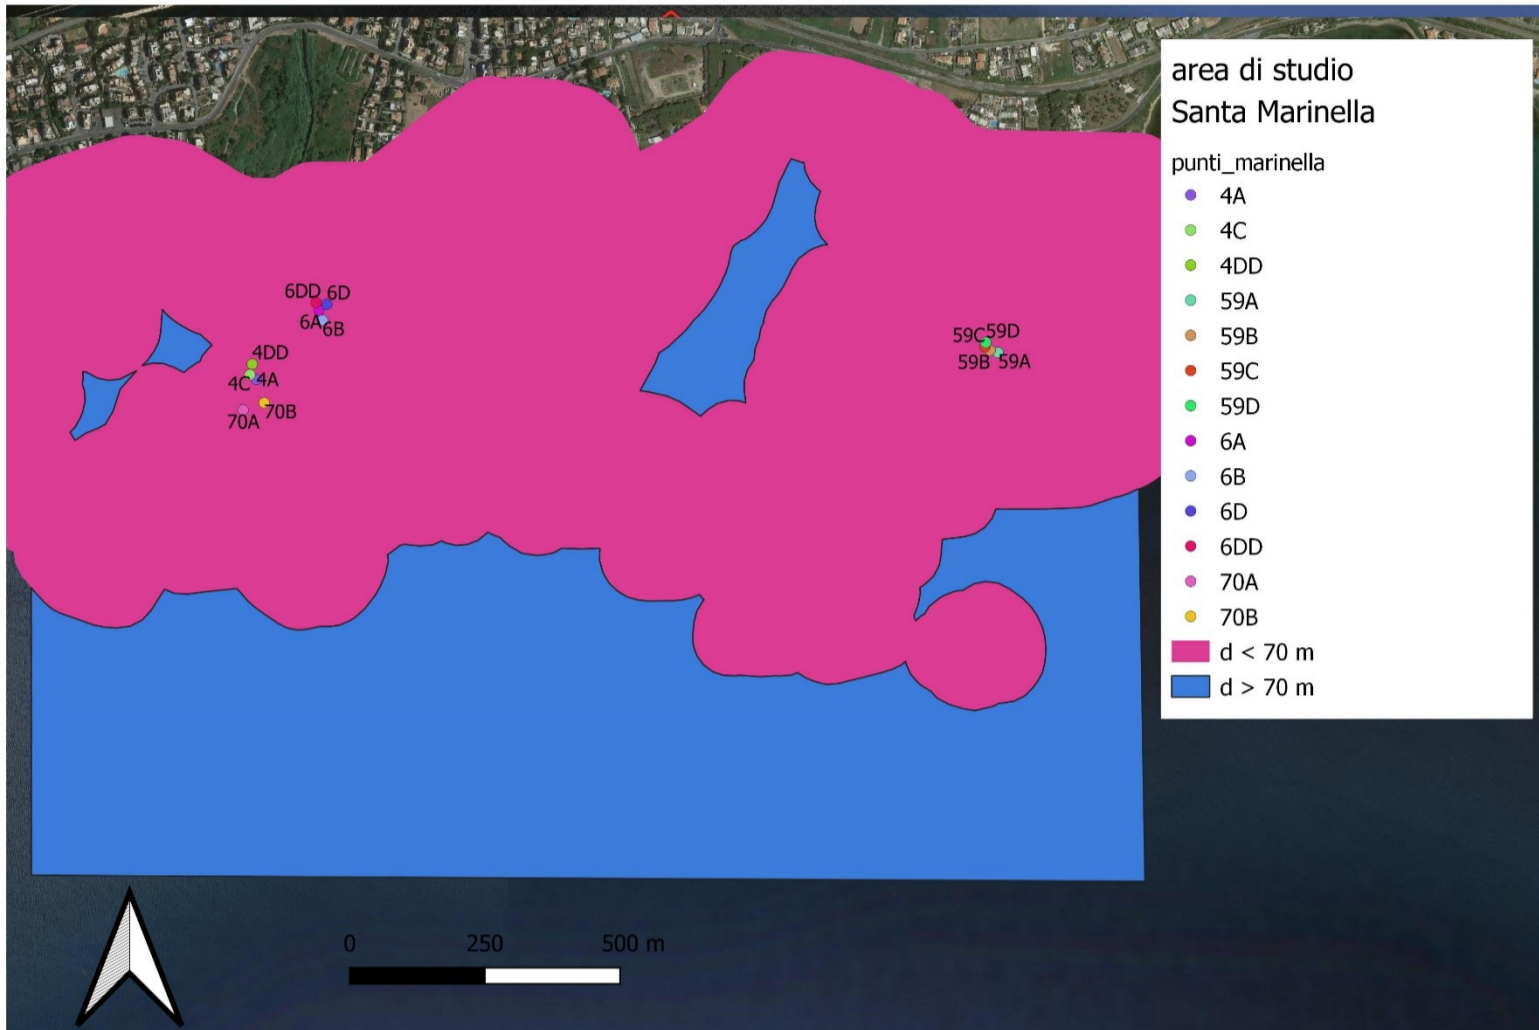 area di studio
Santa Marinella
punti_marinella
4A
4C
4DD
59A
59B
59C
59D
6A
6B
6D
6DD
70A
70B
d < 70 m
d > 70 m
6DD 6D
6A 6B
4DD
4C 4A
70A 70B
59C 59D
59B 59A
0 250 500 m